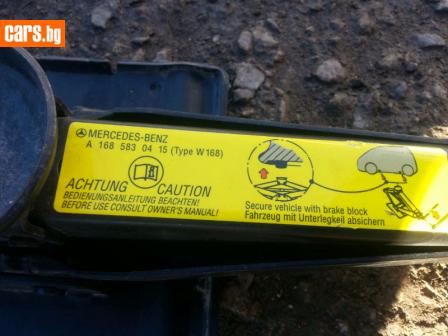 cars.bg
MERCEDES-BENZ
A 168 583 04 15 (Type W168)
ACHTUNG CAUTION
BEDIENUNGSANLEITUNG BEACHTEN!
BEFORE USE CONSULT OWNER'S MANUAL!
Secure vehicle with brake block
Fahrzeug mit Unterlegkeil absichern